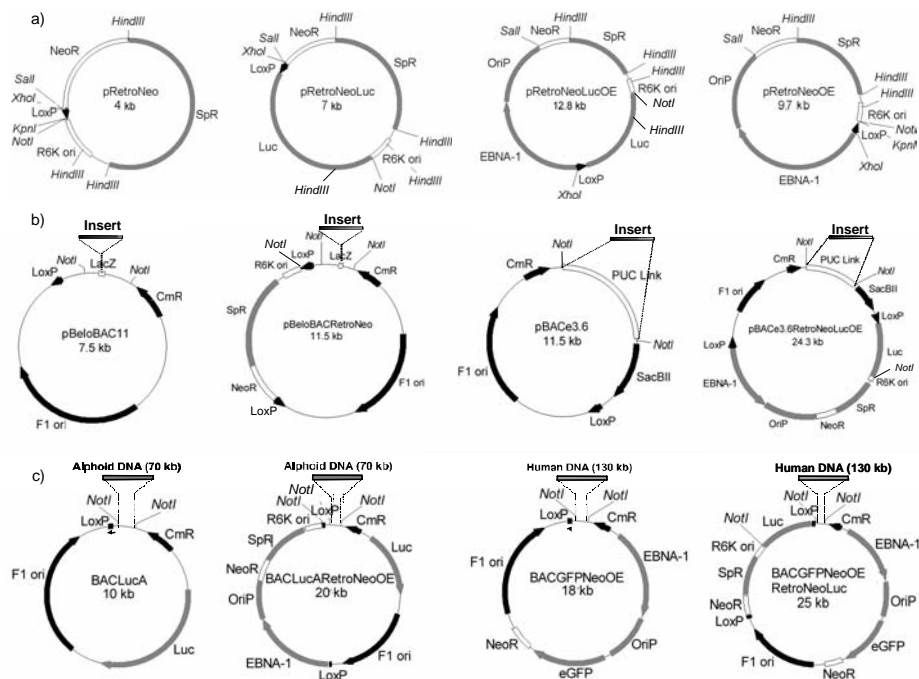 a)
HindIII
NeoR
SalI
XhoI
LoxP
KpnI
NotI
R6K ori
HindIII
HindIII
SpR
pRetroNeo
4 kb
HindIII
SalI
NeoR
XhoI
LoxP
SpR
pRetroNeoLuc
7 kb
Luc
HindIII
R6K ori
HindIII
NotI
HindIII
HindIII
NeoR
SpR
SalI
OriP
HindIII
HindIII
R6K ori
NotI
pRetroNeoLucOE
12.8 kb
HindIII
Luc
EBNA-1
LoxP
XhoI
HindIII
NeoR
SpR
SalI
OriP
HindIII
HindIII
R6K ori
pRetroNeoOE
9,7 kb
LoxP
XhoI
EBNA-1
b)
Insert
NotI
LacZ
NotI
LoxP
CmR
pBeloBAC11
7.5 kb
F1 ori
Insert
NotI
NotI
LoxP
LacZ
NotI
R6K ori
CmR
SpR
pBeloBACRetroNeo
11.5 kb
NeoR
F1 ori
LoxP
Insert
NotI
CmR
PUC Link
pBACe3.6
11.5 kb
NotI
F1 ori
SacBII
LoxP
Insert
NotI
CmR
PUC Link
NotI
F1 ori
SacBII
LoxP
pBACe3.6RetroNeoLucOE
24.3 kb
LoxP
Luc
NotI
R6K ori
EBNA-1
SpR
OriP
NeoR
c)
Alphoid DNA (70 kb)
NotI
NotI
LoxP
CmR
F1 ori
BACLucA
10 kb
Luc
Alphoid DNA (70 kb)
NotI
NotI
LoxP
NotI
R6K ori
CmR
SpR
Luc
NeoR
BACLucARetroNeoOE
20 kb
OriP
EBNA-1
F1 ori
LoxP
Human DNA (130 kb)
NotI
NotI
LoxP
CmR
EBNA-1
F1 ori
BACGFPNeoOE
18 kb
NeoR
OriP
eGFP
Human DNA (130 kb)
NotI
NotI
LoxP
Luc
CmR
NotI
R6K ori
EBNA-1
SpR
BACGFPNeoOE
RetroNeoLuc
25 kb
OriP
NeoR
LoxP
eGFP
F1 ori
NeoR